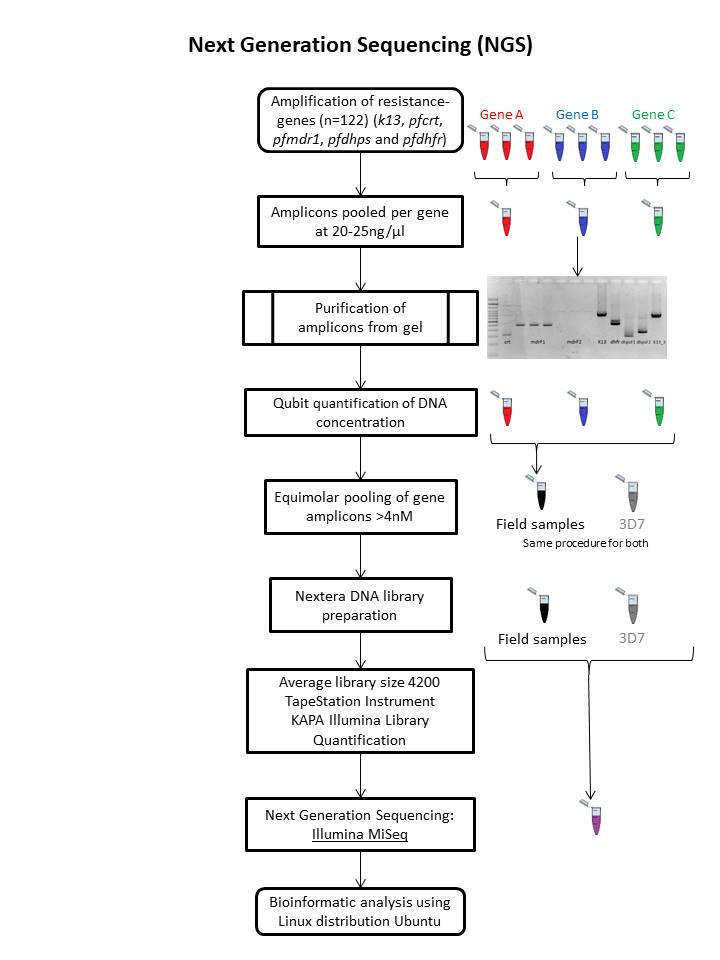 Next Generation Sequencing (NGS)
Amplification of resistance-
genes (n=122) (k13, pfcrt,
pfmdr1, pfdhps and pfdhfr)
Gene A
Gene B
Gene C
Amplicons pooled per gene
at 20-25ng/µl
Purification of
amplicons from gel
crt
mdrF1
mdrF2
K13
dhfr
dhpsF1
dhpsF2
K13_3
Qubit quantification of DNA
concentration
Equimolar pooling of gene
amplicons >4nM
Field samples
3D7
Same procedure for both
Nextera DNA library
preparation
Field samples
3D7
Average library size 4200
TapeStation Instrument
KAPA Illumina Library
Quantification
Next Generation Sequencing:
Illumina MiSeq
Bioinformatic analysis using
Linux distribution Ubuntu